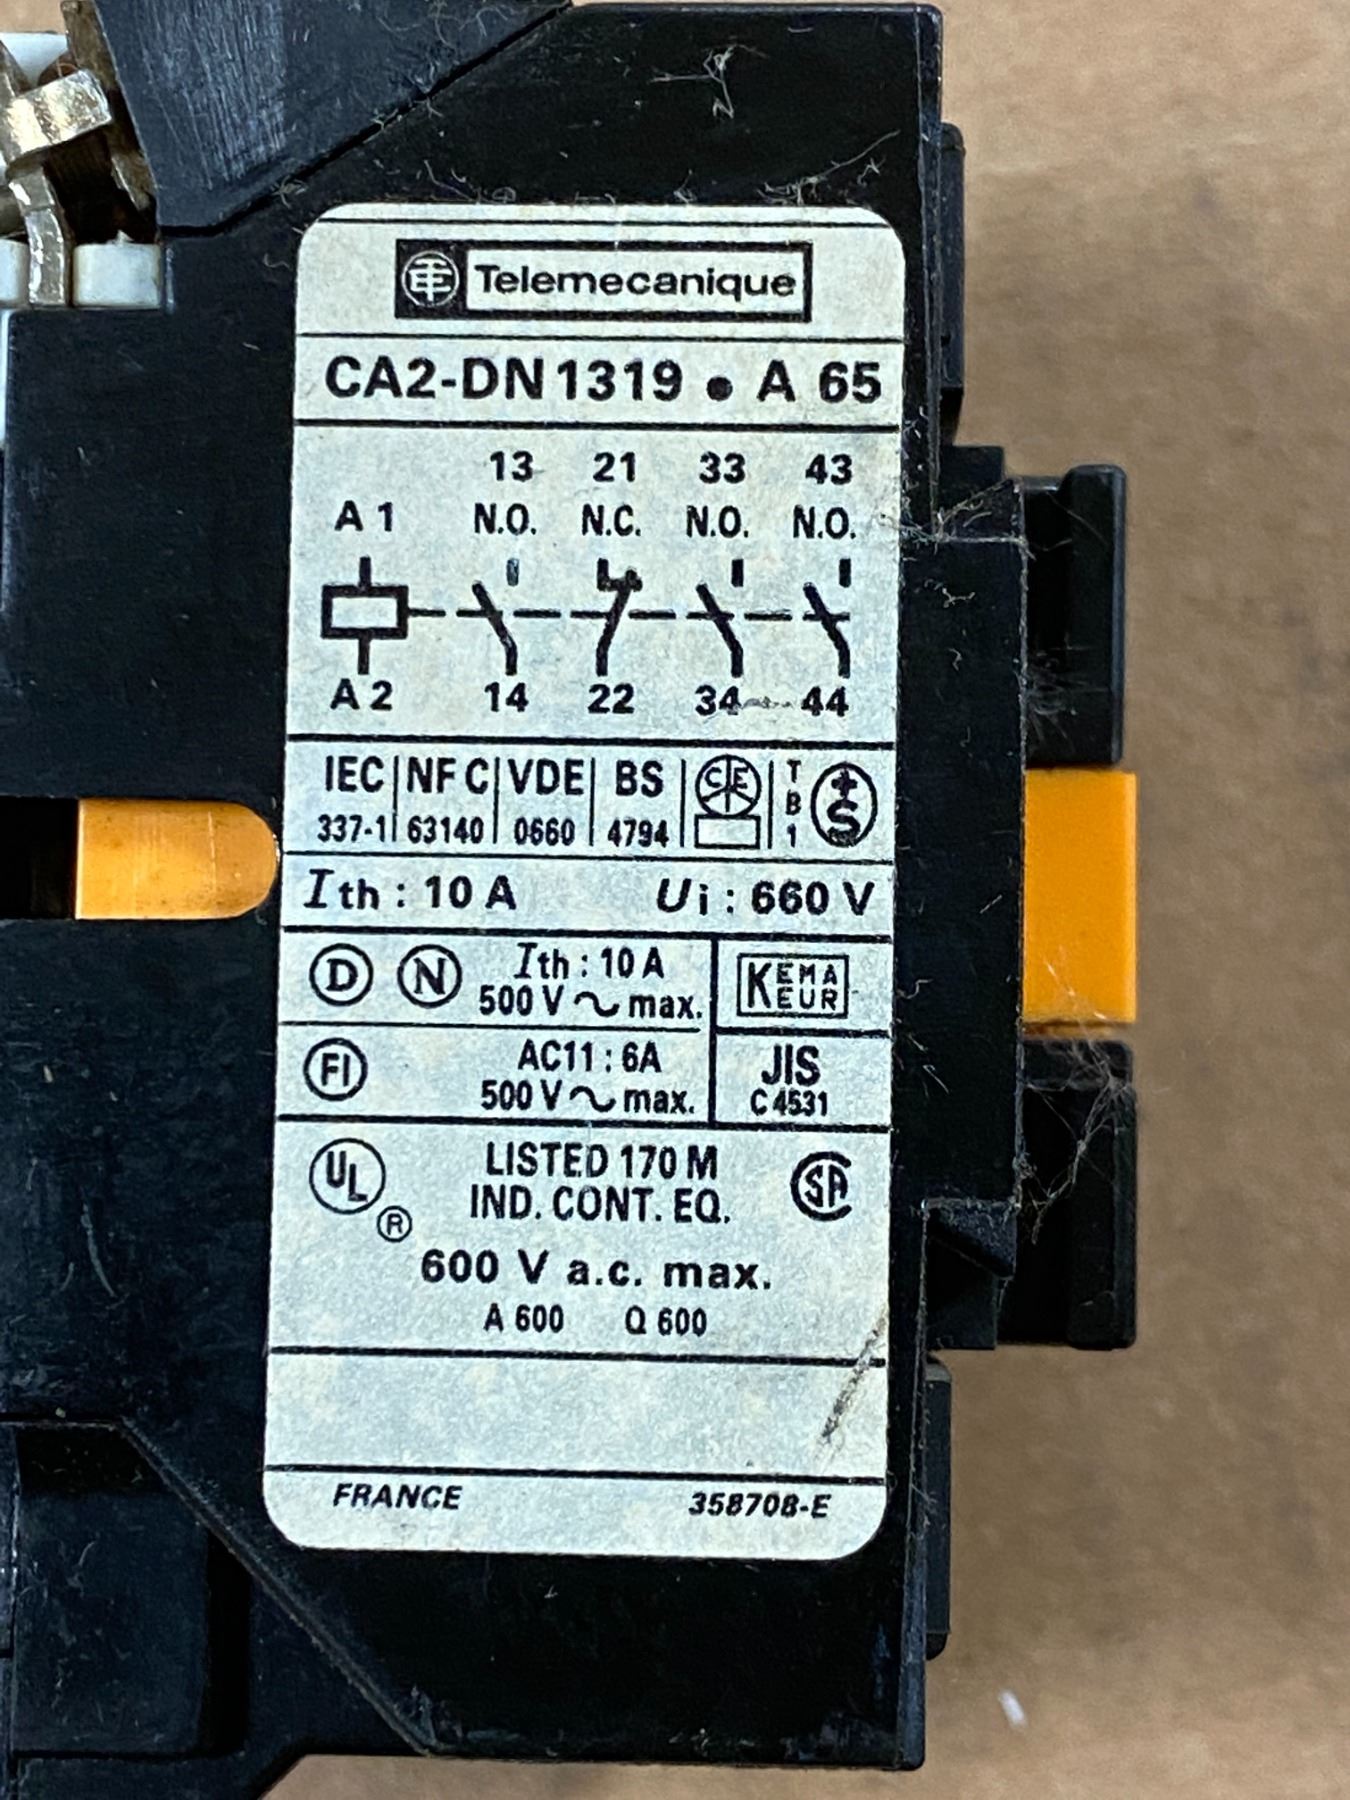 Telemecanique
CA2-DN1319 • A 65
13 21 33 43
A1 N.O. N.C. N.O. N.O.
A2 14 22 34 44
IEC NF C VDE BS CEE TB1 +S
337-1 63140 0660 4794
Ith : 10 A Ui : 660 V
D N Ith : 10 A
500 V ~ max.
KEMA
EUR
FI AC11 : 6A
500 V ~ max.
JIS
C 4531
UL ® LISTED 170 M SA
IND. CONT. EQ.
600 V a.c. max.
A 600 Q 600
FRANCE 358708-E